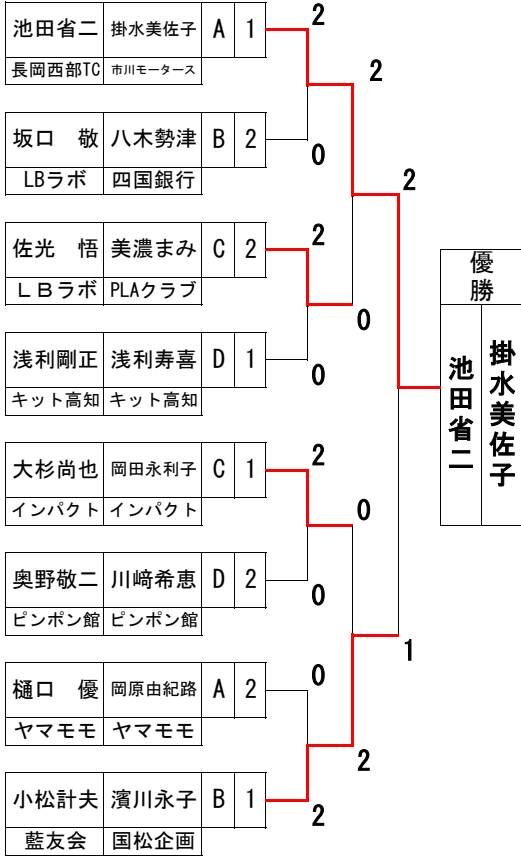 池田省二 掛水美佐子 A 1
長岡西部TC 市川モータース
2
2
坂口 敬 八木勢津 B 2
LBラボ 四国銀行
0
2
佐光 悟 美濃まみ C 2
ＬＢラボ PLAクラブ
2
0
浅利剛正 浅利寿喜 D 1
キット高知 キット高知
0
優勝
池田省二
掛水美佐子
大杉尚也 岡田永利子 C 1
インパクト インパクト
2
0
奥野敬二 川﨑希恵 D 2
ピンポン館 ピンポン館
0
1
樋口 優 岡原由紀路 A 2
ヤマモモ ヤマモモ
0
2
小松計夫 濱川永子 B 1
藍友会 国松企画
2